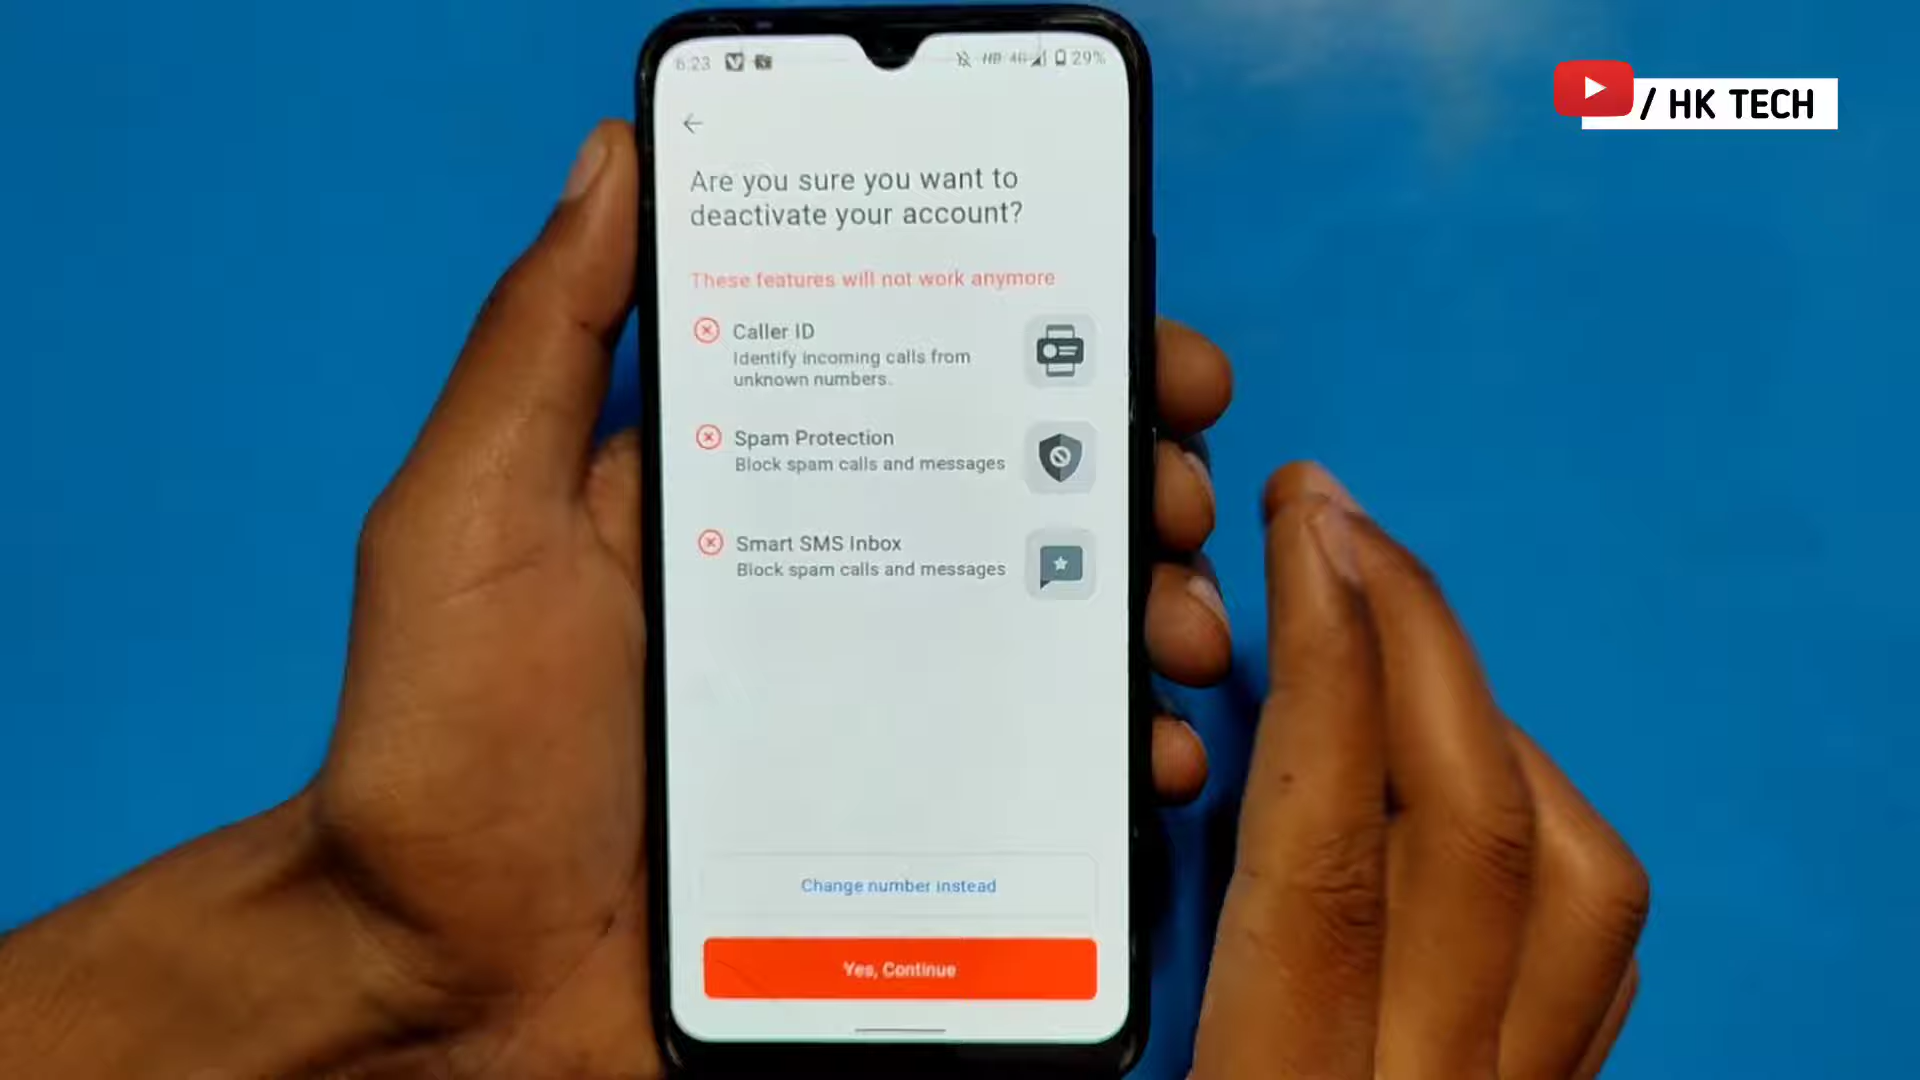 6:23
HD 4G 29%
/ HK TECH
Are you sure you want to
deactivate your account?
These features will not work anymore
Caller ID
Identify incoming calls from
unknown numbers.
Spam Protection
Block spam calls and messages
Smart SMS Inbox
Block spam calls and messages
Change number instead
Yes, Continue